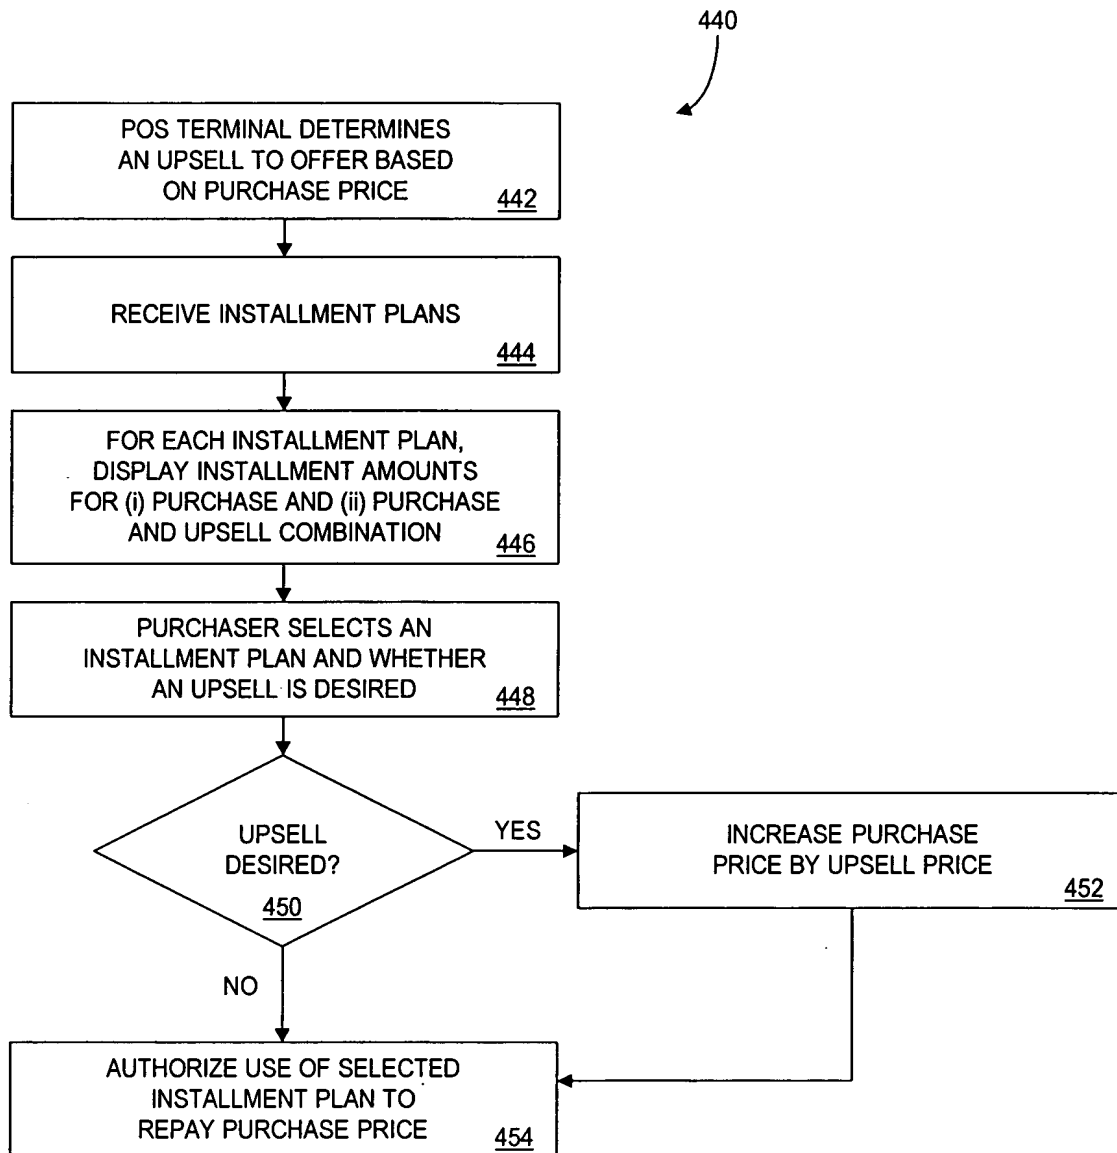 440
POS TERMINAL DETERMINES
AN UPSELL TO OFFER BASED
ON PURCHASE PRICE
442
RECEIVE INSTALLMENT PLANS
444
FOR EACH INSTALLMENT PLAN,
DISPLAY INSTALLMENT AMOUNTS
FOR (i) PURCHASE AND (ii) PURCHASE
AND UPSELL COMBINATION
446
PURCHASER SELECTS AN
INSTALLMENT PLAN AND WHETHER
AN UPSELL IS DESIRED
448
UPSELL
DESIRED?
450
YES
INCREASE PURCHASE
PRICE BY UPSELL PRICE
452
NO
AUTHORIZE USE OF SELECTED
INSTALLMENT PLAN TO
REPAY PURCHASE PRICE
454